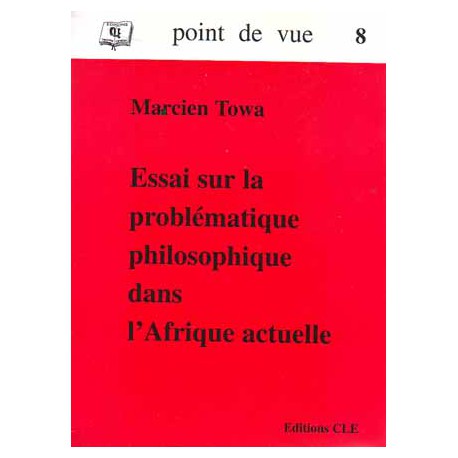 point de vue 8
Marcien Towa
Essai sur la
problématique
philosophique
dans
l'Afrique actuelle
Editions CLE